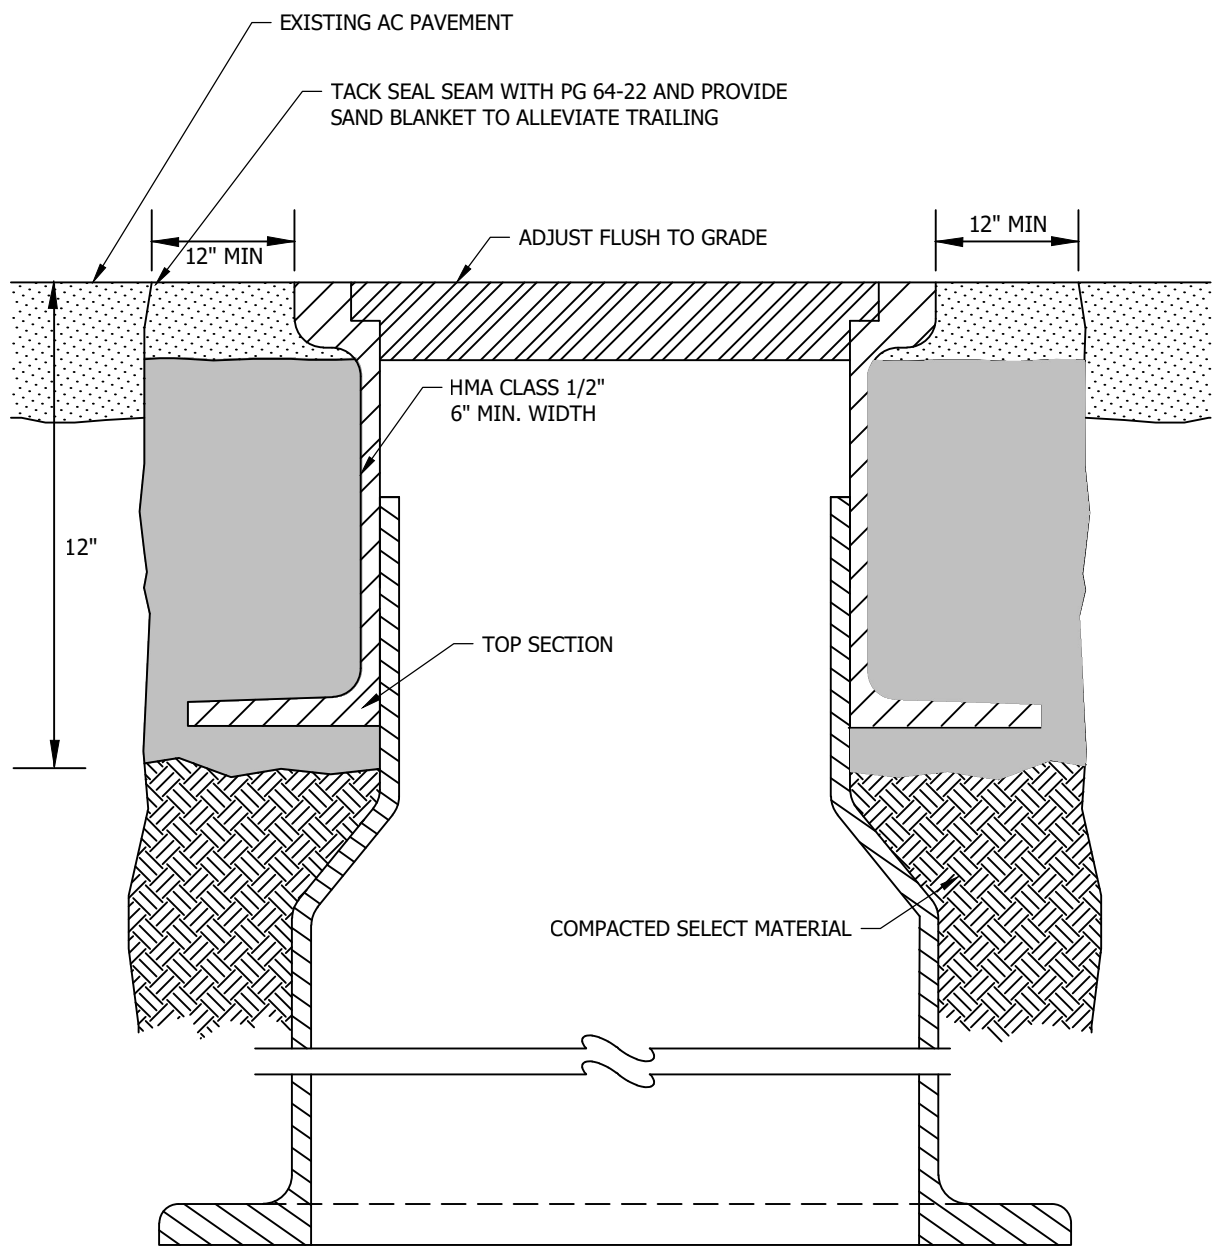 EXISTING AC PAVEMENT
TACK SEAL SEAM WITH PG 64-22 AND PROVIDE
SAND BLANKET TO ALLEVIATE TRAILING
12" MIN
ADJUST FLUSH TO GRADE
12" MIN
HMA CLASS 1/2"
6" MIN. WIDTH
12"
TOP SECTION
COMPACTED SELECT MATERIAL